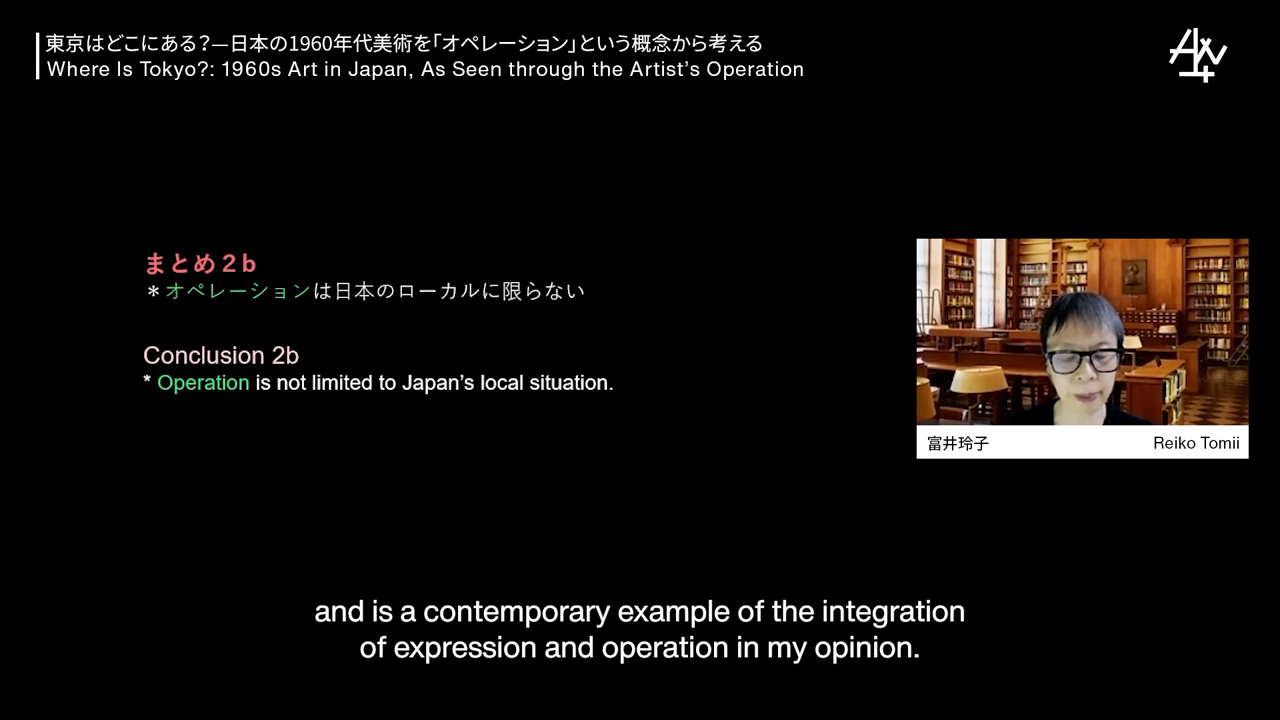 東京はどこにある？—日本の1960年代美術を「オペレーション」という概念から考える
Where Is Tokyo?: 1960s Art in Japan, As Seen through the Artist’s Operation
まとめ２b
＊オペレーションは日本のローカルに限らない
Conclusion 2b
* Operation is not limited to Japan’s local situation.
富井玲子 Reiko Tomii
and is a contemporary example of the integration
of expression and operation in my opinion.